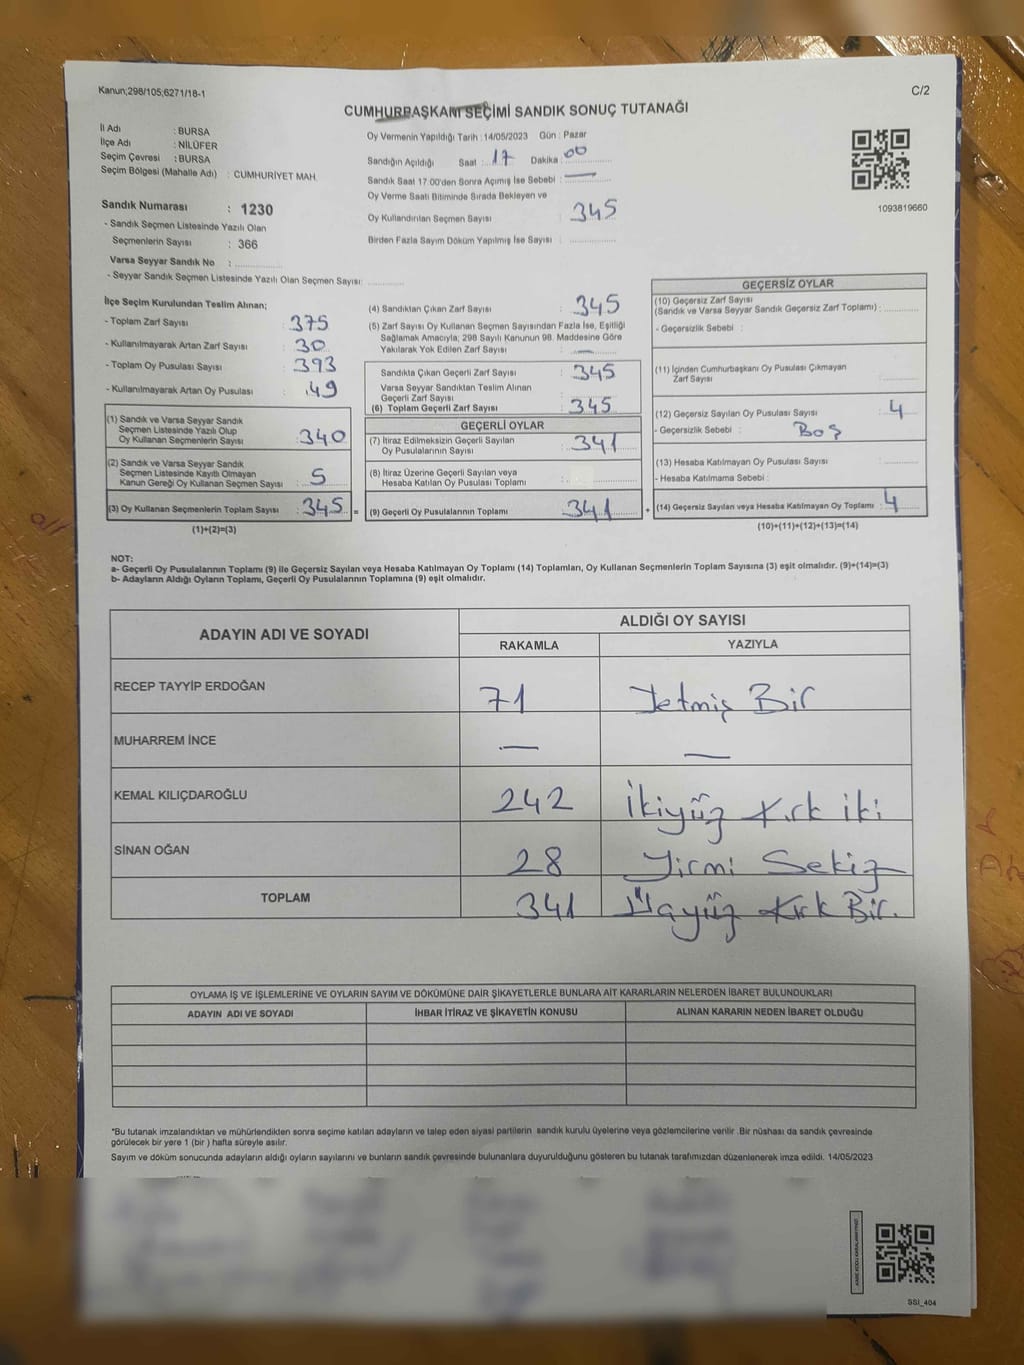 Kanun;298/105;6271/18-1
C/2
CUMHURBAŞKANI SEÇİMİ SANDIK SONUÇ TUTANAĞI
İl Adı : BURSA
İlçe Adı : NİLÜFER
Seçim Çevresi : BURSA
Seçim Bölgesi (Mahalle Adı) : CUMHURİYET MAH.
Sandık Numarası : 1230
- Sandık Seçmen Listesinde Yazılı Olan
Seçmenlerin Sayısı : 366
Varsa Seyyar Sandık No :
- Seyyar Sandık Seçmen Listesinde Yazılı Olan Seçmen Sayısı:
Oy Vermenin Yapıldığı Tarih : 14/05/2023 Gün : Pazar
Sandığın Açıldığı Saat : 17 Dakika : 00
Sandık Saat 17:00'den Sonra Açımış İse Sebebi : —
Oy Verme Saati Bitiminde Sırada Bekleyen ve
Oy Kullandırılan Seçmen Sayısı : 345
Birden Fazla Sayım Döküm Yapılmış İse Sayısı :
1093819660
İlçe Seçim Kurulundan Teslim Alınan;
- Toplam Zarf Sayısı : 375
- Kullanılmayarak Artan Zarf Sayısı : 30
- Toplam Oy Pusulası Sayısı : 393
- Kullanılmayarak Artan Oy Pusulası : 49
(1) Sandık ve Varsa Seyyar Sandık
Seçmen Listesinde Yazılı Olup
Oy Kullanan Seçmenlerin Sayısı : 340
(2) Sandık ve Varsa Seyyar Sandık
Seçmen Listesinde Kayıtlı Olmayan
Kanun Gereği Oy Kullanan Seçmen Sayısı : 5
(3) Oy Kullanan Seçmenlerin Toplam Sayısı : 345 =
(1)+(2)=(3)
(4) Sandıktan Çıkan Zarf Sayısı : 345
(5) Zarf Sayısı Oy Kullanan Seçmen Sayısından Fazla İse, Eşitliği
Sağlamak Amacıyla; 298 Sayılı Kanunun 98. Maddesine Göre
Yakılarak Yok Edilen Zarf Sayısı : —
Sandıkta Çıkan Geçerli Zarf Sayısı : 345
Varsa Seyyar Sandıktan Teslim Alınan
Geçerli Zarf Sayısı :
(6) Toplam Geçerli Zarf Sayısı : 345
GEÇERLİ OYLAR
(7) İtiraz Edilmeksizin Geçerli Sayılan
Oy Pusulalarının Sayısı : 341
(8) İtiraz Üzerine Geçerli Sayılan veya
Hesaba Katılan Oy Pusulası Toplamı :
(9) Geçerli Oy Pusulalarının Toplamı : 341 +
GEÇERSİZ OYLAR
(10) Geçersiz Zarf Sayısı
(Sandık ve Varsa Seyyar Sandık Geçersiz Zarf Toplamı) :
- Geçersizlik Sebebi :
(11) İçinden Cumhurbaşkanı Oy Pusulası Çıkmayan
Zarf Sayısı :
(12) Geçersiz Sayılan Oy Pusulası Sayısı : 4
- Geçersizlik Sebebi : Boş
(13) Hesaba Katılmayan Oy Pusulası Sayısı :
- Hesaba Katılmama Sebebi :
(14) Geçersiz Sayılan veya Hesaba Katılmayan Oy Toplamı : 4
(10)+(11)+(12)+(13)=(14)
NOT:
a- Geçerli Oy Pusulalarının Toplamı (9) ile Geçersiz Sayılan veya Hesaba Katılmayan Oy Toplamı (14) Toplamları, Oy Kullanan Seçmenlerin Toplam Sayısına (3) eşit olmalıdır. (9)+(14)=(3)
b- Adayların Aldığı Oyların Toplamı, Geçerli Oy Pusulalarının Toplamına (9) eşit olmalıdır.
ADAYIN ADI VE SOYADI
ALDIĞI OY SAYISI
RAKAMLA YAZIYLA
RECEP TAYYİP ERDOĞAN 71 Yetmiş Bir
MUHARREM İNCE — —
KEMAL KILIÇDAROĞLU 242 İkiyüz Kırk iki
SİNAN OĞAN 28 Yirmi Sekiz
TOPLAM 341 Üçyüz Kırk Bir.
OYLAMA İŞ VE İŞLEMLERİNE VE OYLARIN SAYIM VE DÖKÜMÜNE DAİR ŞİKAYETLERLE BUNLARA AİT KARARLARIN NELERDEN İBARET BULUNDUKLARI
ADAYIN ADI VE SOYADI İHBAR İTİRAZ VE ŞİKAYETİN KONUSU ALINAN KARARIN NEDEN İBARET OLDUĞU
*Bu tutanak imzalandıktan ve mühürlendikten sonra seçime katılan adayların ve talep eden siyasi partilerin sandık kurulu üyelerine veya gözlemcilerine verilir .Bir nüshası da sandık çevresinde
görülecek bir yere 1 (bir ) hafta süreyle asılır.
Sayım ve döküm sonucunda adayların aldığı oyların sayılarını ve bunların sandık çevresinde bulunanlara duyurulduğunu gösteren bu tutanak tarafımızdan düzenlenerek imza edildi. 14/05/2023
SSI_404